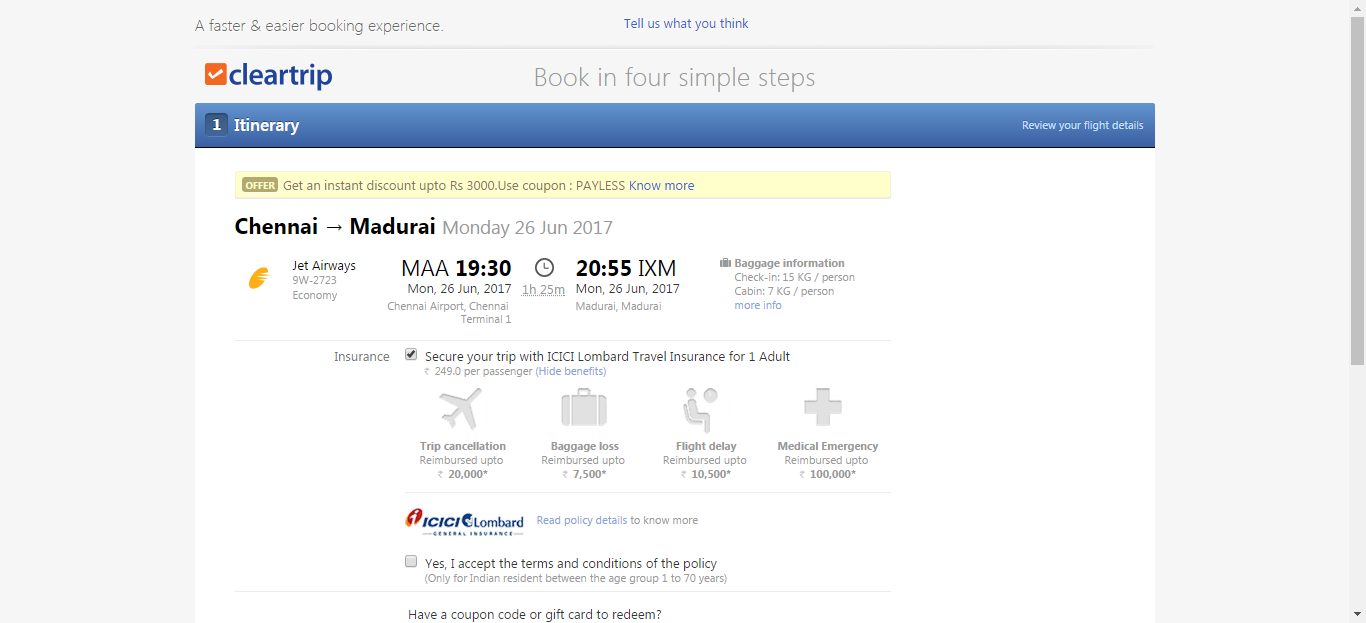 A faster & easier booking experience.
Tell us what you think
cleartrip
Book in four simple steps
1 Itinerary
Review your flight details
OFFER Get an instant discount upto Rs 3000.Use coupon : PAYLESS Know more
Chennai → Madurai Monday 26 Jun 2017
Jet Airways
9W-2723
Economy
MAA 19:30
Mon, 26 Jun, 2017
Chennai Airport, Chennai
Terminal 1
1h 25m
20:55 IXM
Mon, 26 Jun, 2017
Madurai, Madurai
Baggage information
Check-in: 15 KG / person
Cabin: 7 KG / person
more info
Insurance
Secure your trip with ICICI Lombard Travel Insurance for 1 Adult
₹ 249.0 per passenger (Hide benefits)
Trip cancellation
Reimbursed upto
₹ 20,000*
Baggage loss
Reimbursed upto
₹ 7,500*
Flight delay
Reimbursed upto
₹ 10,500*
Medical Emergency
Reimbursed upto
₹ 100,000*
ICICI Lombard
GENERAL INSURANCE
Read policy details to know more
Yes, I accept the terms and conditions of the policy
(Only for Indian resident between the age group 1 to 70 years)
Have a coupon code or gift card to redeem?